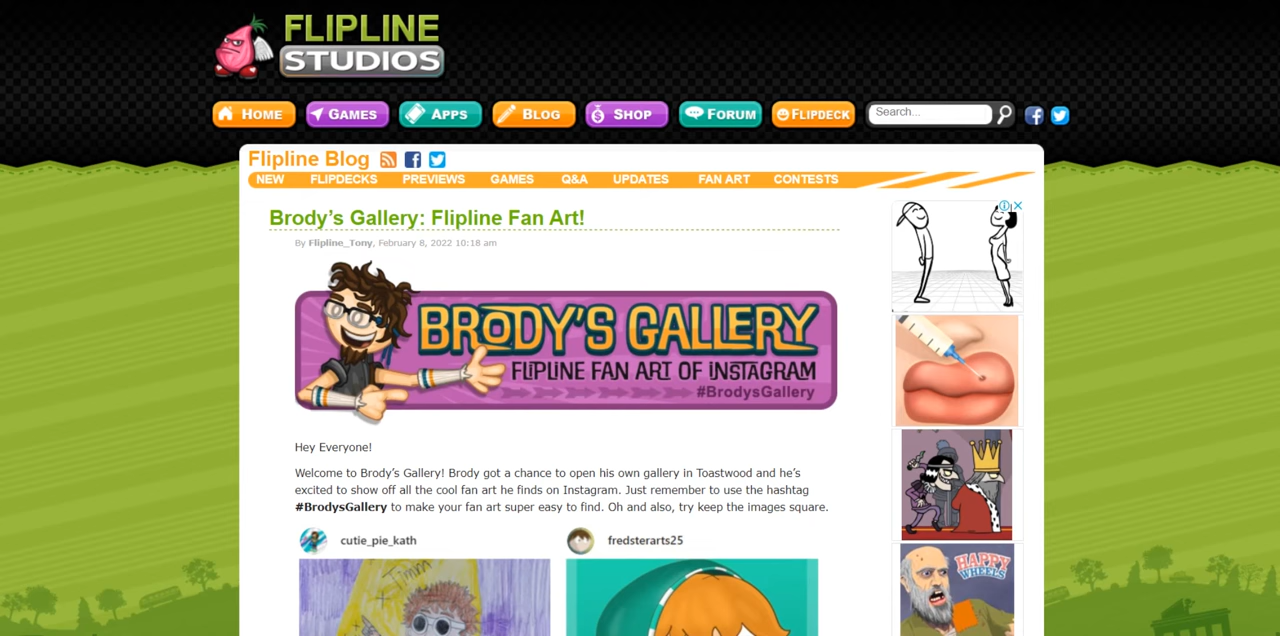 FLIPLINE
STUDIOS
HOME GAMES APPS BLOG SHOP FORUM FLIPDECK Search...
Flipline Blog
NEW FLIPDECKS PREVIEWS GAMES Q&A UPDATES FAN ART CONTESTS
Brody's Gallery: Flipline Fan Art!
By Flipline_Tony, February 8, 2022 10:18 am
BRODY'S GALLERY
FLIPLINE FAN ART OF INSTAGRAM
#BrodysGallery
Hey Everyone!
Welcome to Brody's Gallery! Brody got a chance to open his own gallery in Toastwood and he's
excited to show off all the cool fan art he finds on Instagram. Just remember to use the hashtag
#BrodysGallery to make your fan art super easy to find. Oh and also, try keep the images square.
cutie_pie_kath fredsterarts25
HAPPY
WHEELS